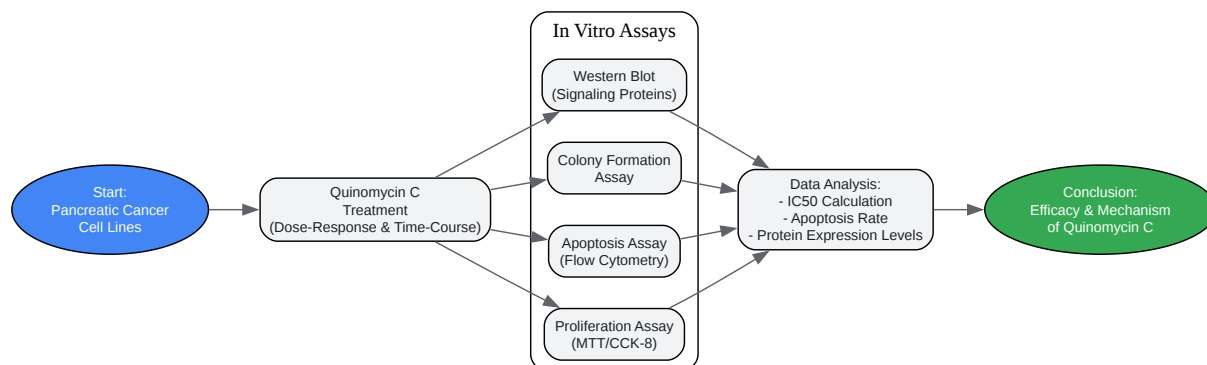 In Vitro Assays
Start:
Pancreatic Cancer
Cell Lines
Quinomycin C
Treatment
(Dose-Response & Time-Course)
Western Blot
(Signaling Proteins)
Colony Formation
Assay
Apoptosis Assay
(Flow Cytometry)
Proliferation Assay
(MTT/CCK-8)
Data Analysis:
- IC50 Calculation
- Apoptosis Rate
- Protein Expression Levels
Conclusion:
Efficacy & Mechanism
of Quinomycin C